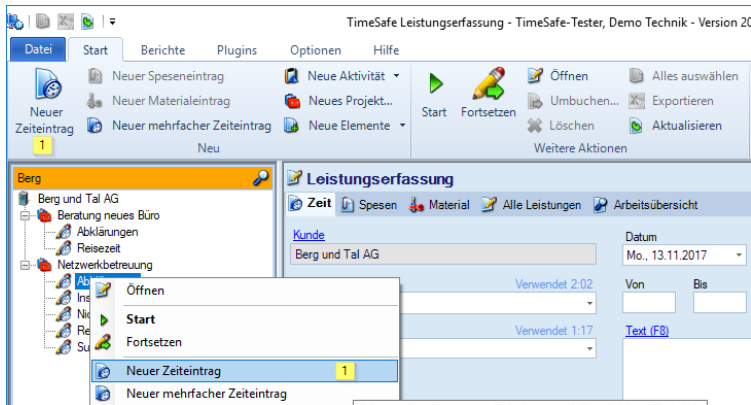 TimeSafe Leistungserfassung - TimeSafe-Tester, Demo Technik - Version 20
Datei Start Berichte Plugins Optionen Hilfe
Neuer Zeiteintrag
1
Neuer Speseneintrag
Neuer Materialeintrag
Neuer mehrfacher Zeiteintrag
Neue Aktivität
Neues Projekt...
Neue Elemente
Neu
Start
Fortsetzen
Öffnen
Umbuchen...
Löschen
Alles auswählen
Exportieren
Aktualisieren
Weitere Aktionen
Berg
Berg und Tal AG
Beratung neues Büro
Abklärungen
Reisezeit
Netzwerkbetreuung
Ins
Re
Su
Öffnen
Start
Fortsetzen
Neuer Zeiteintrag 1
Neuer mehrfacher Zeiteintrag
Leistungserfassung
Zeit Spesen Material Alle Leistungen Arbeitsübersicht
Kunde
Berg und Tal AG
Datum
Mo., 13.11.2017
Verwendet 2:02
Von Bis
Verwendet 1:17
Text (F8)